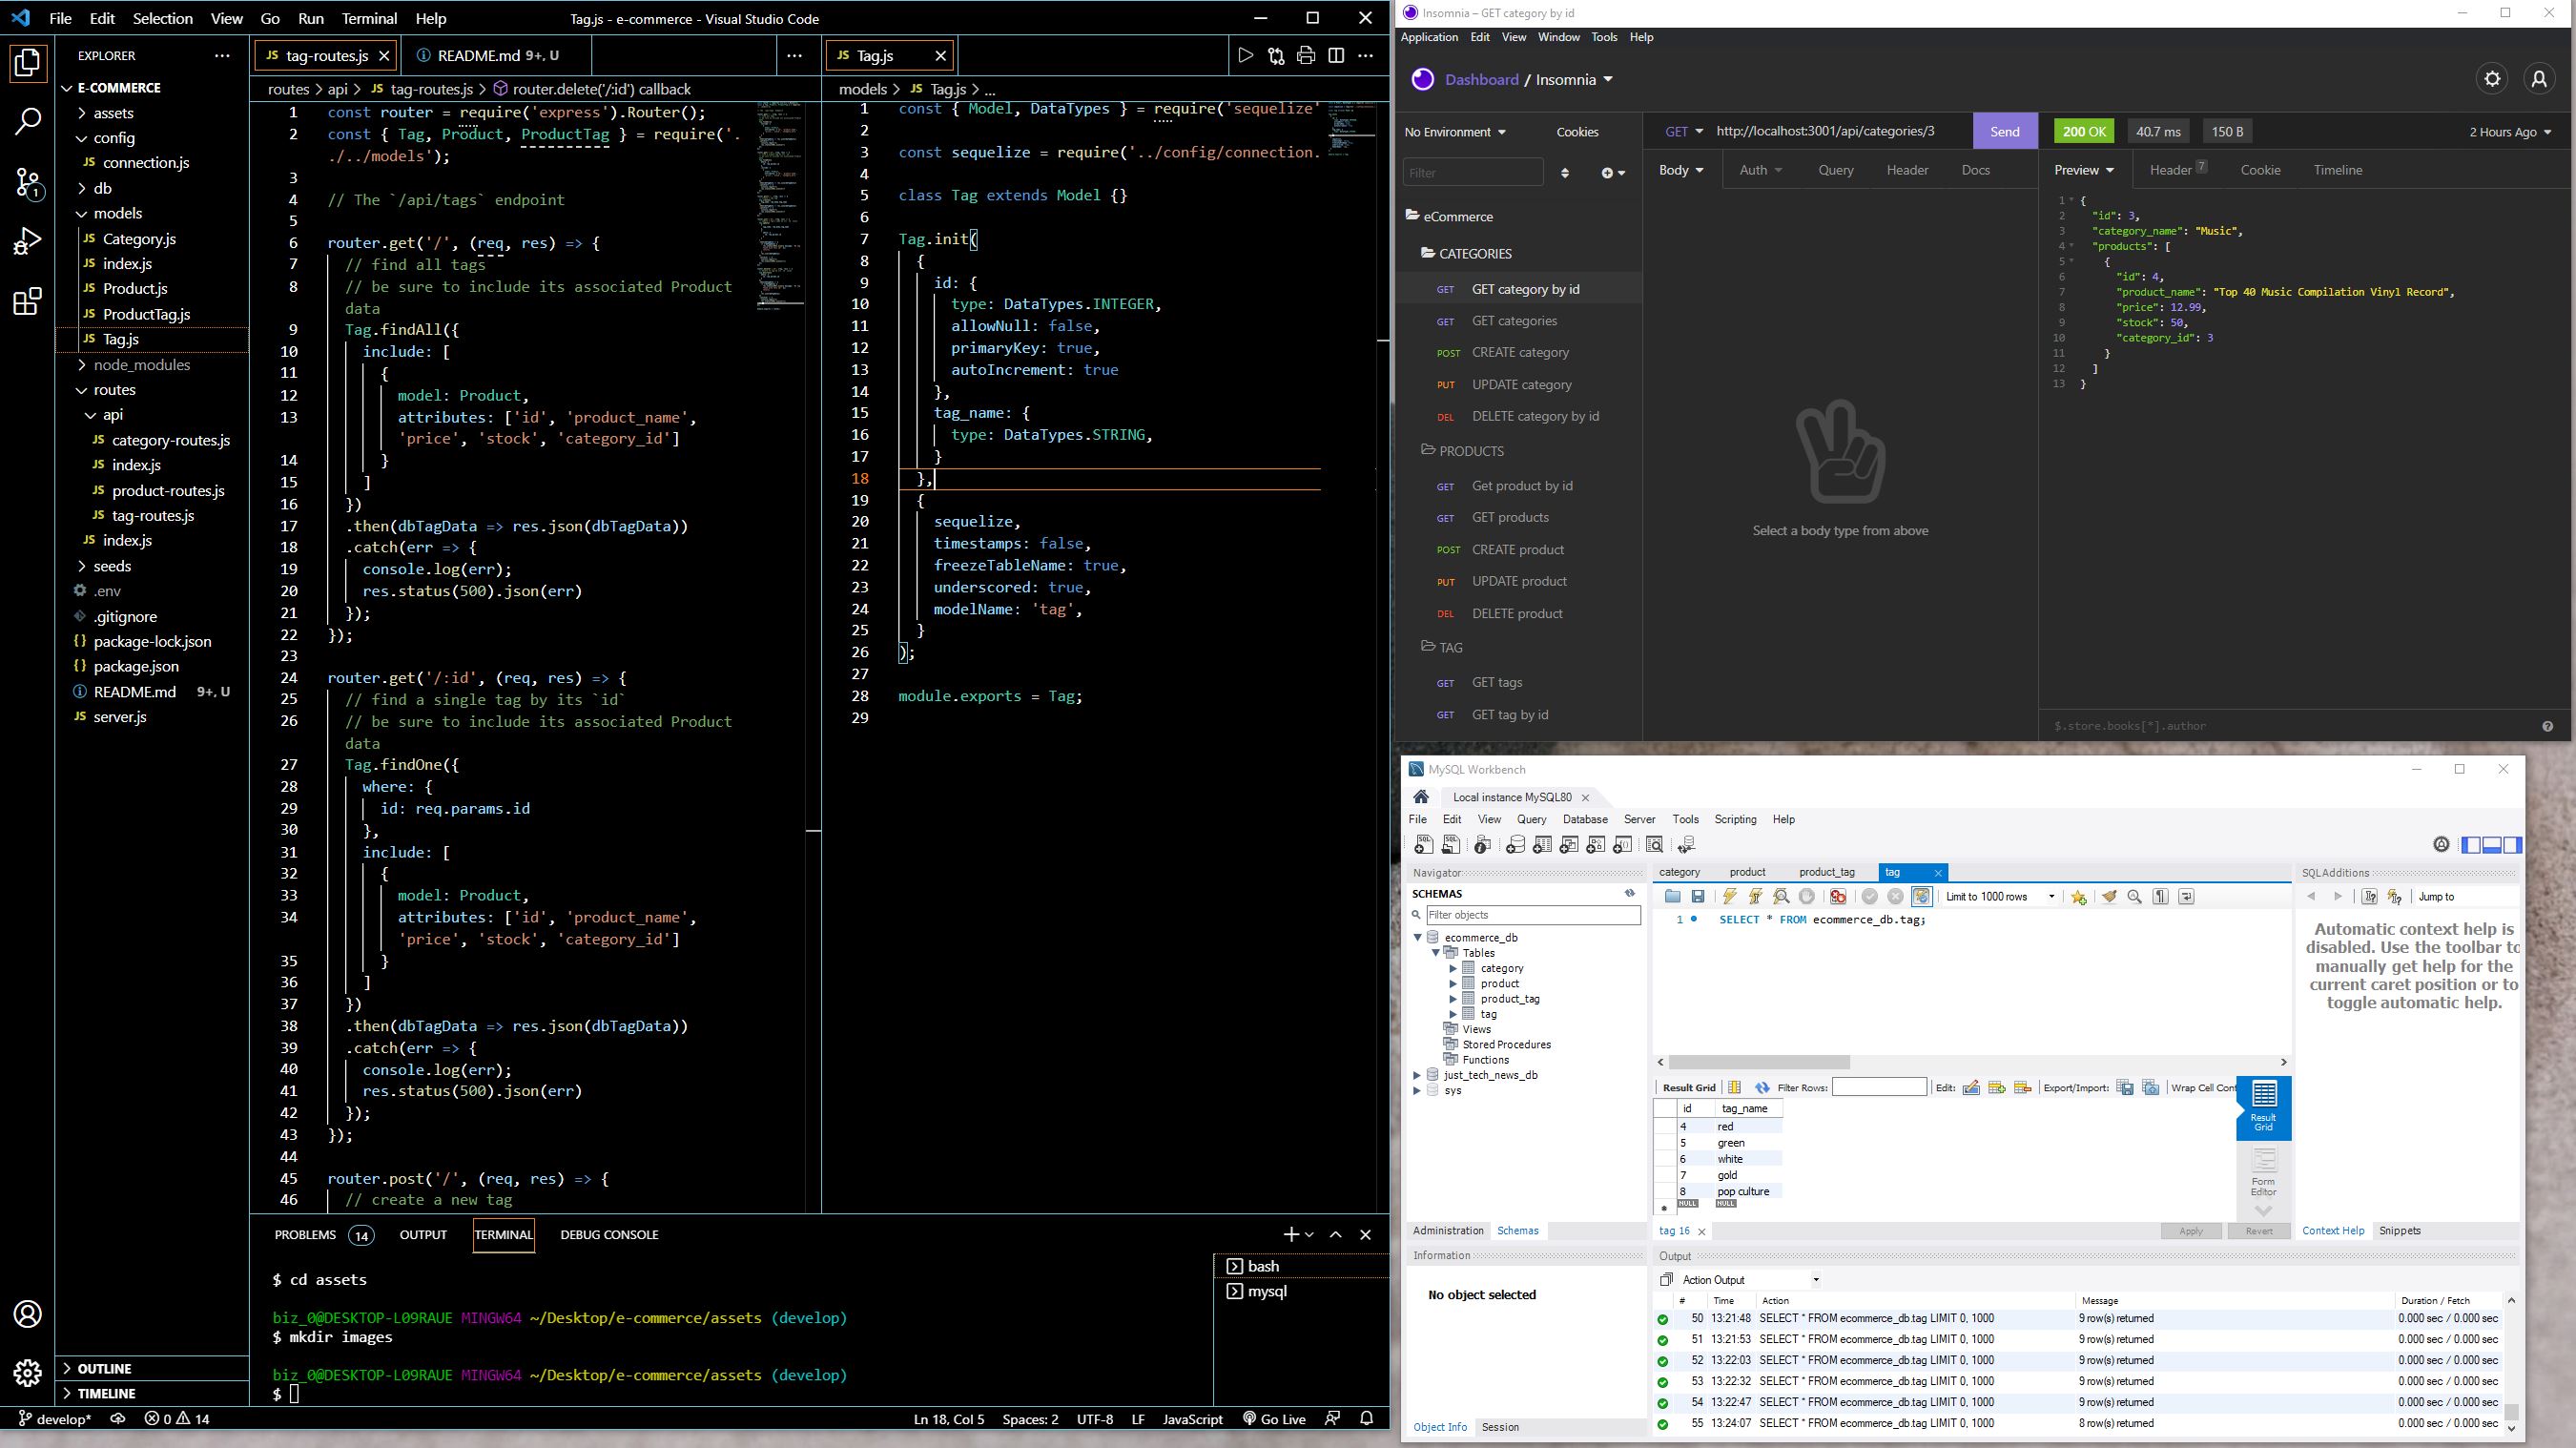 File Edit Selection View Go Run Terminal Help
Tag.js - e-commerce - Visual Studio Code
EXPLORER
E-COMMERCE
assets
config
JS connection.js
db
models
JS Category.js
JS index.js
JS Product.js
JS ProductTag.js
JS Tag.js
node_modules
routes
api
JS category-routes.js
JS index.js
JS product-routes.js
JS tag-routes.js
JS index.js
seeds
.env
.gitignore
{} package-lock.json
{} package.json
README.md 9+, U
JS server.js
OUTLINE
TIMELINE
1
JS tag-routes.js
README.md 9+, U
routes > api > JS tag-routes.js > router.delete('/:id') callback
1 const router = require('express').Router();
2 const { Tag, Product, ProductTag } = require('.
./../models');
3
4 // The `/api/tags` endpoint
5
6 router.get('/', (req, res) => {
7 // find all tags
8 // be sure to include its associated Product
data
9 Tag.findAll({
10 include: [
11 {
12 model: Product,
13 attributes: ['id', 'product_name',
'price', 'stock', 'category_id']
14 }
15 ]
16 })
17 .then(dbTagData => res.json(dbTagData))
18 .catch(err => {
19 console.log(err);
20 res.status(500).json(err)
21 });
22 });
23
24 router.get('/:id', (req, res) => {
25 // find a single tag by its `id`
26 // be sure to include its associated Product
data
27 Tag.findOne({
28 where: {
29 id: req.params.id
30 },
31 include: [
32 {
33 model: Product,
34 attributes: ['id', 'product_name',
'price', 'stock', 'category_id']
35 }
36 ]
37 })
38 .then(dbTagData => res.json(dbTagData))
39 .catch(err => {
40 console.log(err);
41 res.status(500).json(err)
42 });
43 });
44
45 router.post('/', (req, res) => {
46 // create a new tag
JS Tag.js
models > JS Tag.js > ...
1 const { Model, DataTypes } = require('sequelize'
2
3 const sequelize = require('../config/connection.
4
5 class Tag extends Model {}
6
7 Tag.init(
8 {
9 id: {
10 type: DataTypes.INTEGER,
11 allowNull: false,
12 primaryKey: true,
13 autoIncrement: true
14 },
15 tag_name: {
16 type: DataTypes.STRING,
17 }
18 },
19 {
20 sequelize,
21 timestamps: false,
22 freezeTableName: true,
23 underscored: true,
24 modelName: 'tag',
25 }
26 );
27
28 module.exports = Tag;
29
PROBLEMS 14 OUTPUT TERMINAL DEBUG CONSOLE
$ cd assets
biz_0@DESKTOP-L09RAUE MINGW64 ~/Desktop/e-commerce/assets (develop)
$ mkdir images
biz_0@DESKTOP-L09RAUE MINGW64 ~/Desktop/e-commerce/assets (develop)
$
bash
mysql
develop* 0 14 Ln 18, Col 5 Spaces: 2 UTF-8 LF JavaScript Go Live
Insomnia – GET category by id
Application Edit View Window Tools Help
Dashboard / Insomnia
No Environment Cookies
Filter
eCommerce
CATEGORIES
GET GET category by id
GET GET categories
POST CREATE category
PUT UPDATE category
DEL DELETE category by id
PRODUCTS
GET Get product by id
GET GET products
POST CREATE product
PUT UPDATE product
DEL DELETE product
TAG
GET GET tags
GET GET tag by id
GET http://localhost:3001/api/categories/3 Send
Body Auth Query Header Docs
Select a body type from above
200 OK 40.7 ms 150 B 2 Hours Ago
Preview Header 7 Cookie Timeline
1 {
2 "id": 3,
3 "category_name": "Music",
4 "products": [
5 {
6 "id": 4,
7 "product_name": "Top 40 Music Compilation Vinyl Record",
8 "price": 12.99,
9 "stock": 50,
10 "category_id": 3
11 }
12 ]
13 }
$.store.books[*].author
MySQL Workbench
Local instance MySQL80
File Edit View Query Database Server Tools Scripting Help
Navigator
SCHEMAS
Filter objects
ecommerce_db
Tables
category
product
product_tag
tag
Views
Stored Procedures
Functions
just_tech_news_db
sys
Administration Schemas
Information
No object selected
Object Info Session
category product product_tag tag
Limit to 1000 rows
1 SELECT * FROM ecommerce_db.tag;
Result Grid Filter Rows: Edit: Export/Import: Wrap Cell Cont
id tag_name
4 red
5 green
6 white
7 gold
8 pop culture
NULL NULL
Result
Grid
Form
Editor
tag 16 Apply Revert
SQLAdditions
Jump to
Automatic context help is
disabled. Use the toolbar to
manually get help for the
current caret position or to
toggle automatic help.
Context Help Snippets
Output
Action Output
# Time Action Message Duration / Fetch
50 13:21:48 SELECT * FROM ecommerce_db.tag LIMIT 0, 1000 9 row(s) returned 0.000 sec / 0.000 sec
51 13:21:53 SELECT * FROM ecommerce_db.tag LIMIT 0, 1000 9 row(s) returned 0.000 sec / 0.000 sec
52 13:22:03 SELECT * FROM ecommerce_db.tag LIMIT 0, 1000 9 row(s) returned 0.000 sec / 0.000 sec
53 13:22:32 SELECT * FROM ecommerce_db.tag LIMIT 0, 1000 9 row(s) returned 0.000 sec / 0.000 sec
54 13:22:47 SELECT * FROM ecommerce_db.tag LIMIT 0, 1000 9 row(s) returned 0.000 sec / 0.000 sec
55 13:24:07 SELECT * FROM ecommerce_db.tag LIMIT 0, 1000 8 row(s) returned 0.000 sec / 0.000 sec